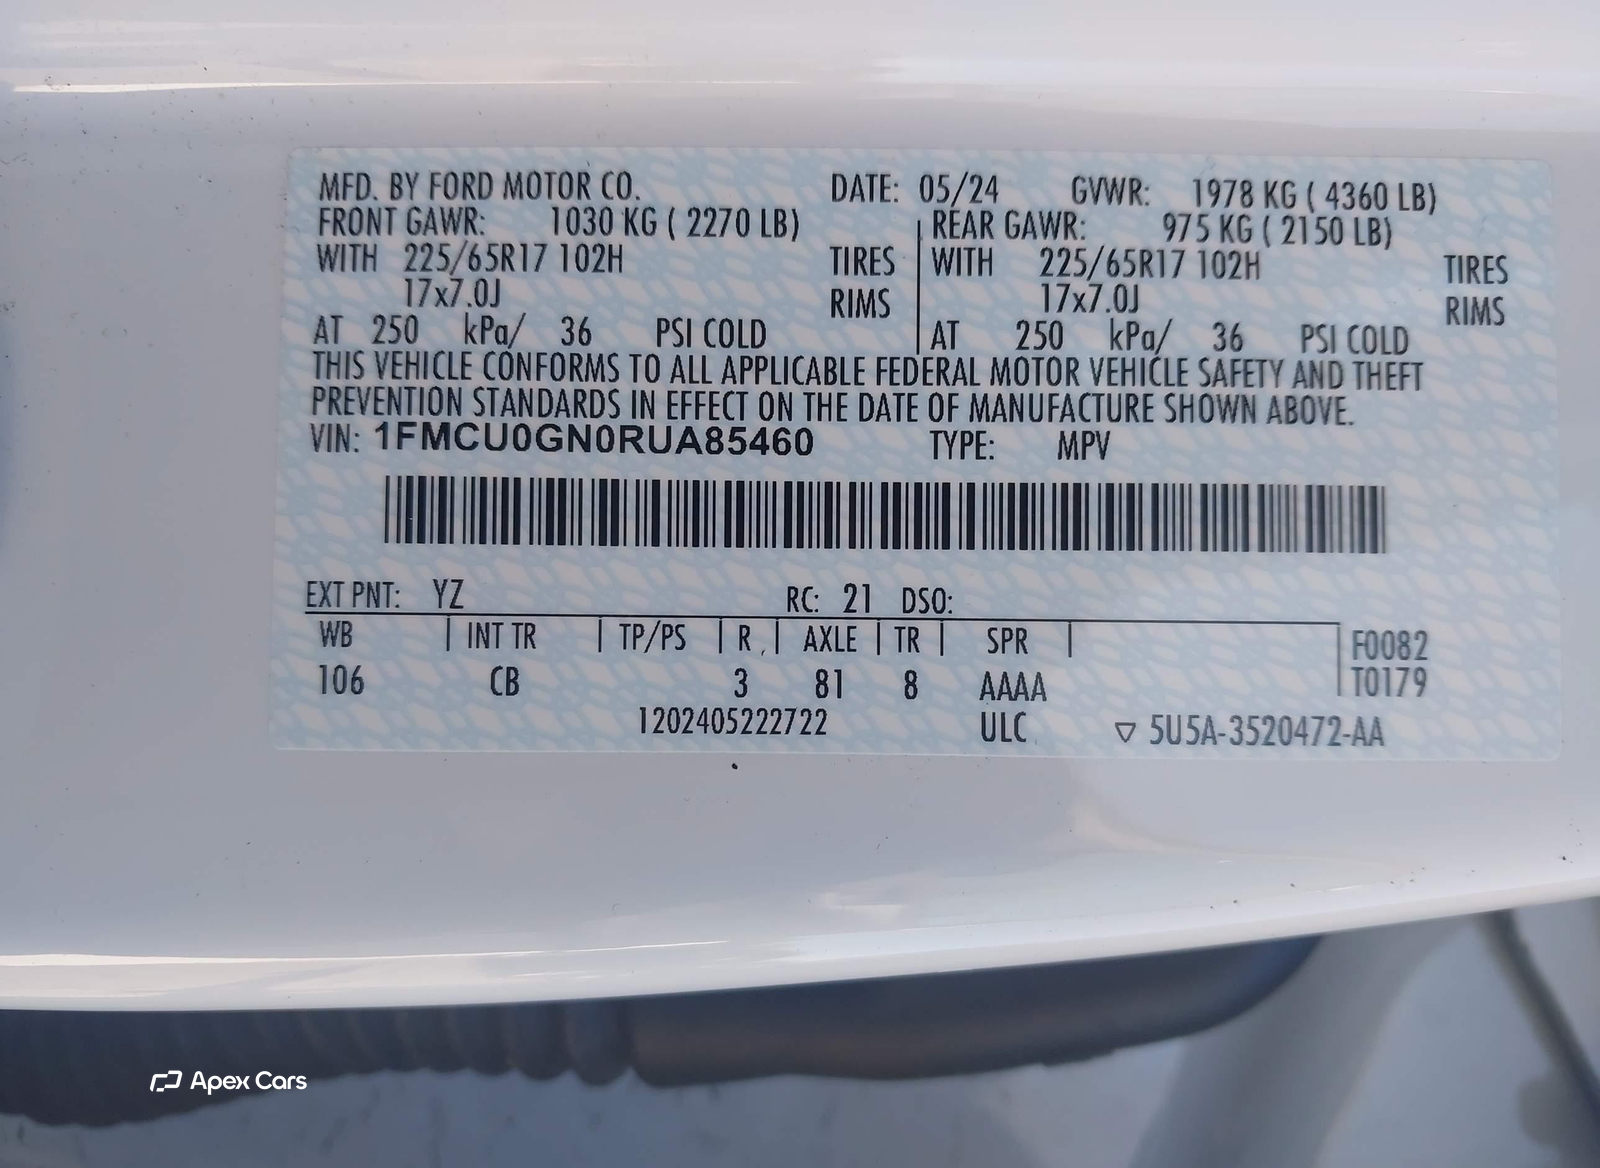 MFD. BY FORD MOTOR CO. DATE: 05/24 GVWR: 1978 KG ( 4360 LB)
FRONT GAWR: 1030 KG ( 2270 LB) REAR GAWR: 975 KG ( 2150 LB)
WITH 225/65R17 102H TIRES WITH 225/65R17 102H TIRES
17x7.0J RIMS 17x7.0J RIMS
AT 250 kPa/ 36 PSI COLD AT 250 kPa/ 36 PSI COLD
THIS VEHICLE CONFORMS TO ALL APPLICABLE FEDERAL MOTOR VEHICLE SAFETY AND THEFT
PREVENTION STANDARDS IN EFFECT ON THE DATE OF MANUFACTURE SHOWN ABOVE.
VIN: 1FMCU0GN0RUA85460 TYPE: MPV
EXT PNT: YZ RC: 21 DSO:
WB INT TR TP/PS R AXLE TR SPR F0082
106 CB 3 81 8 AAAA T0179
1202405222722 ULC ▽ 5U5A-3520472-AA
Apex Cars